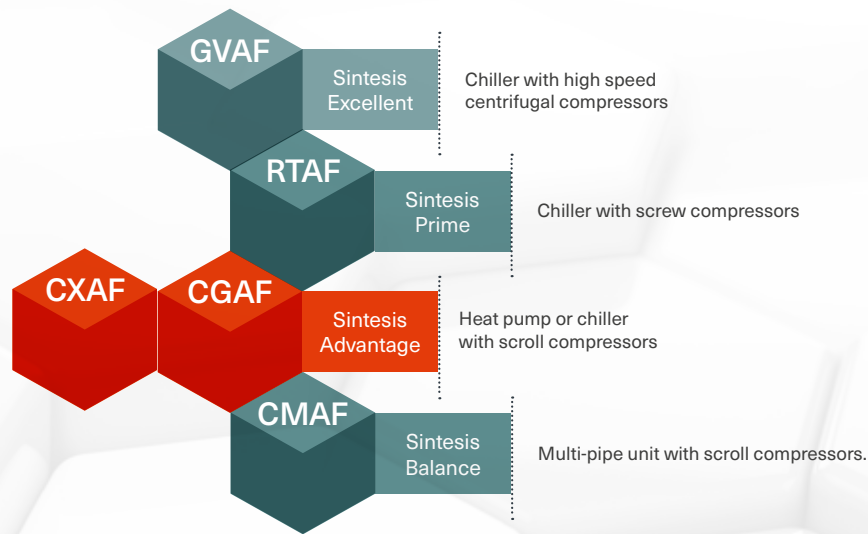 GVAF
Sintesis
Excellent
Chiller with high speed
centrifugal compressors
RTAF
Sintesis
Prime
Chiller with screw compressors
CXAF
CGAF
Sintesis
Advantage
Heat pump or chiller
with scroll compressors
CMAF
Sintesis
Balance
Multi-pipe unit with scroll compressors.